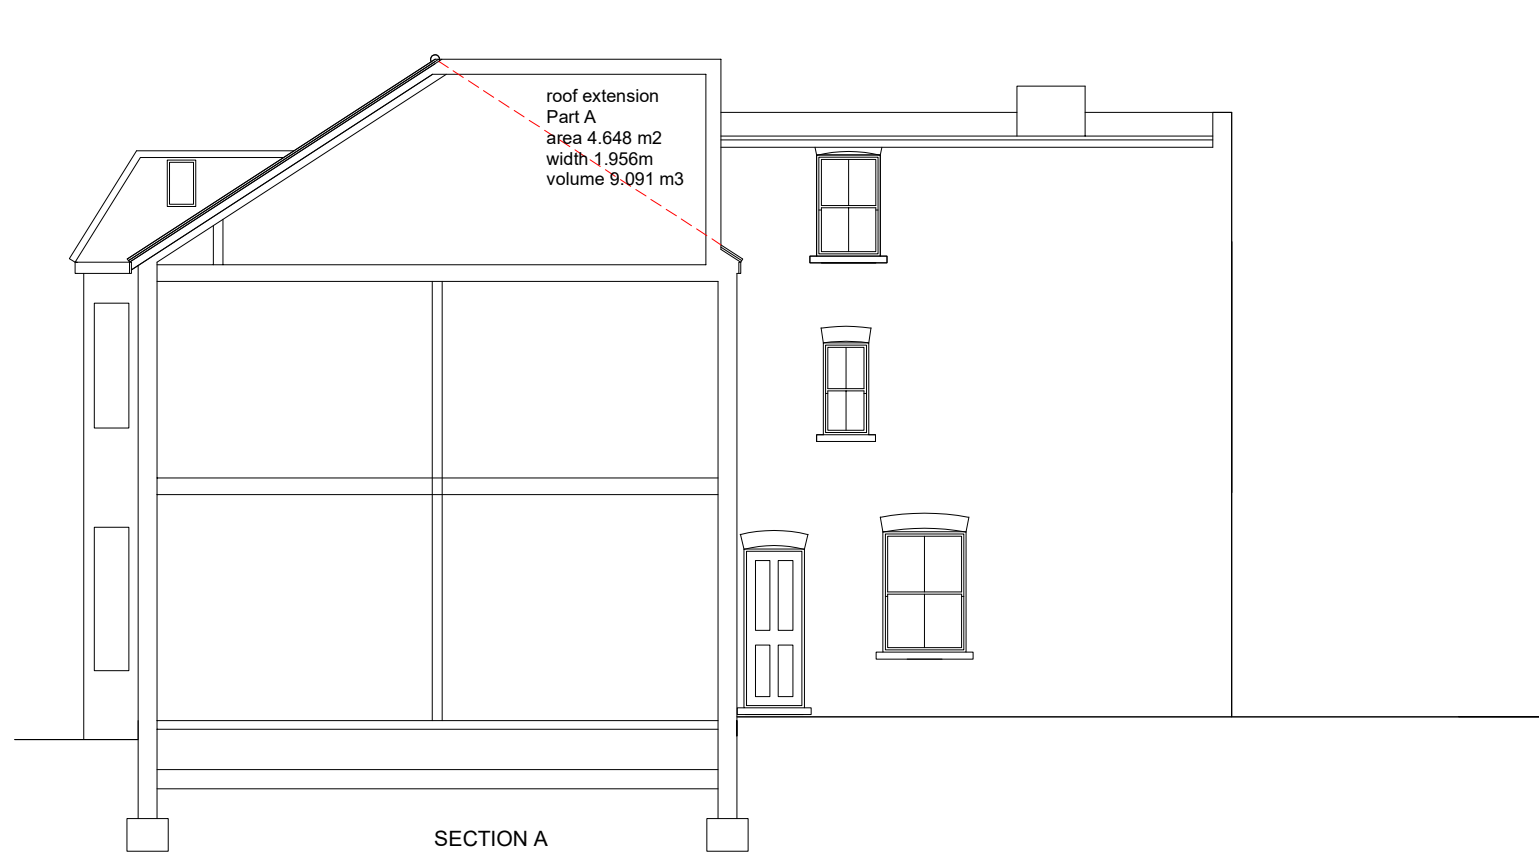 roof extension
Part A
area 4.648 m2
width 1.956m
volume 9.091 m3
SECTION A